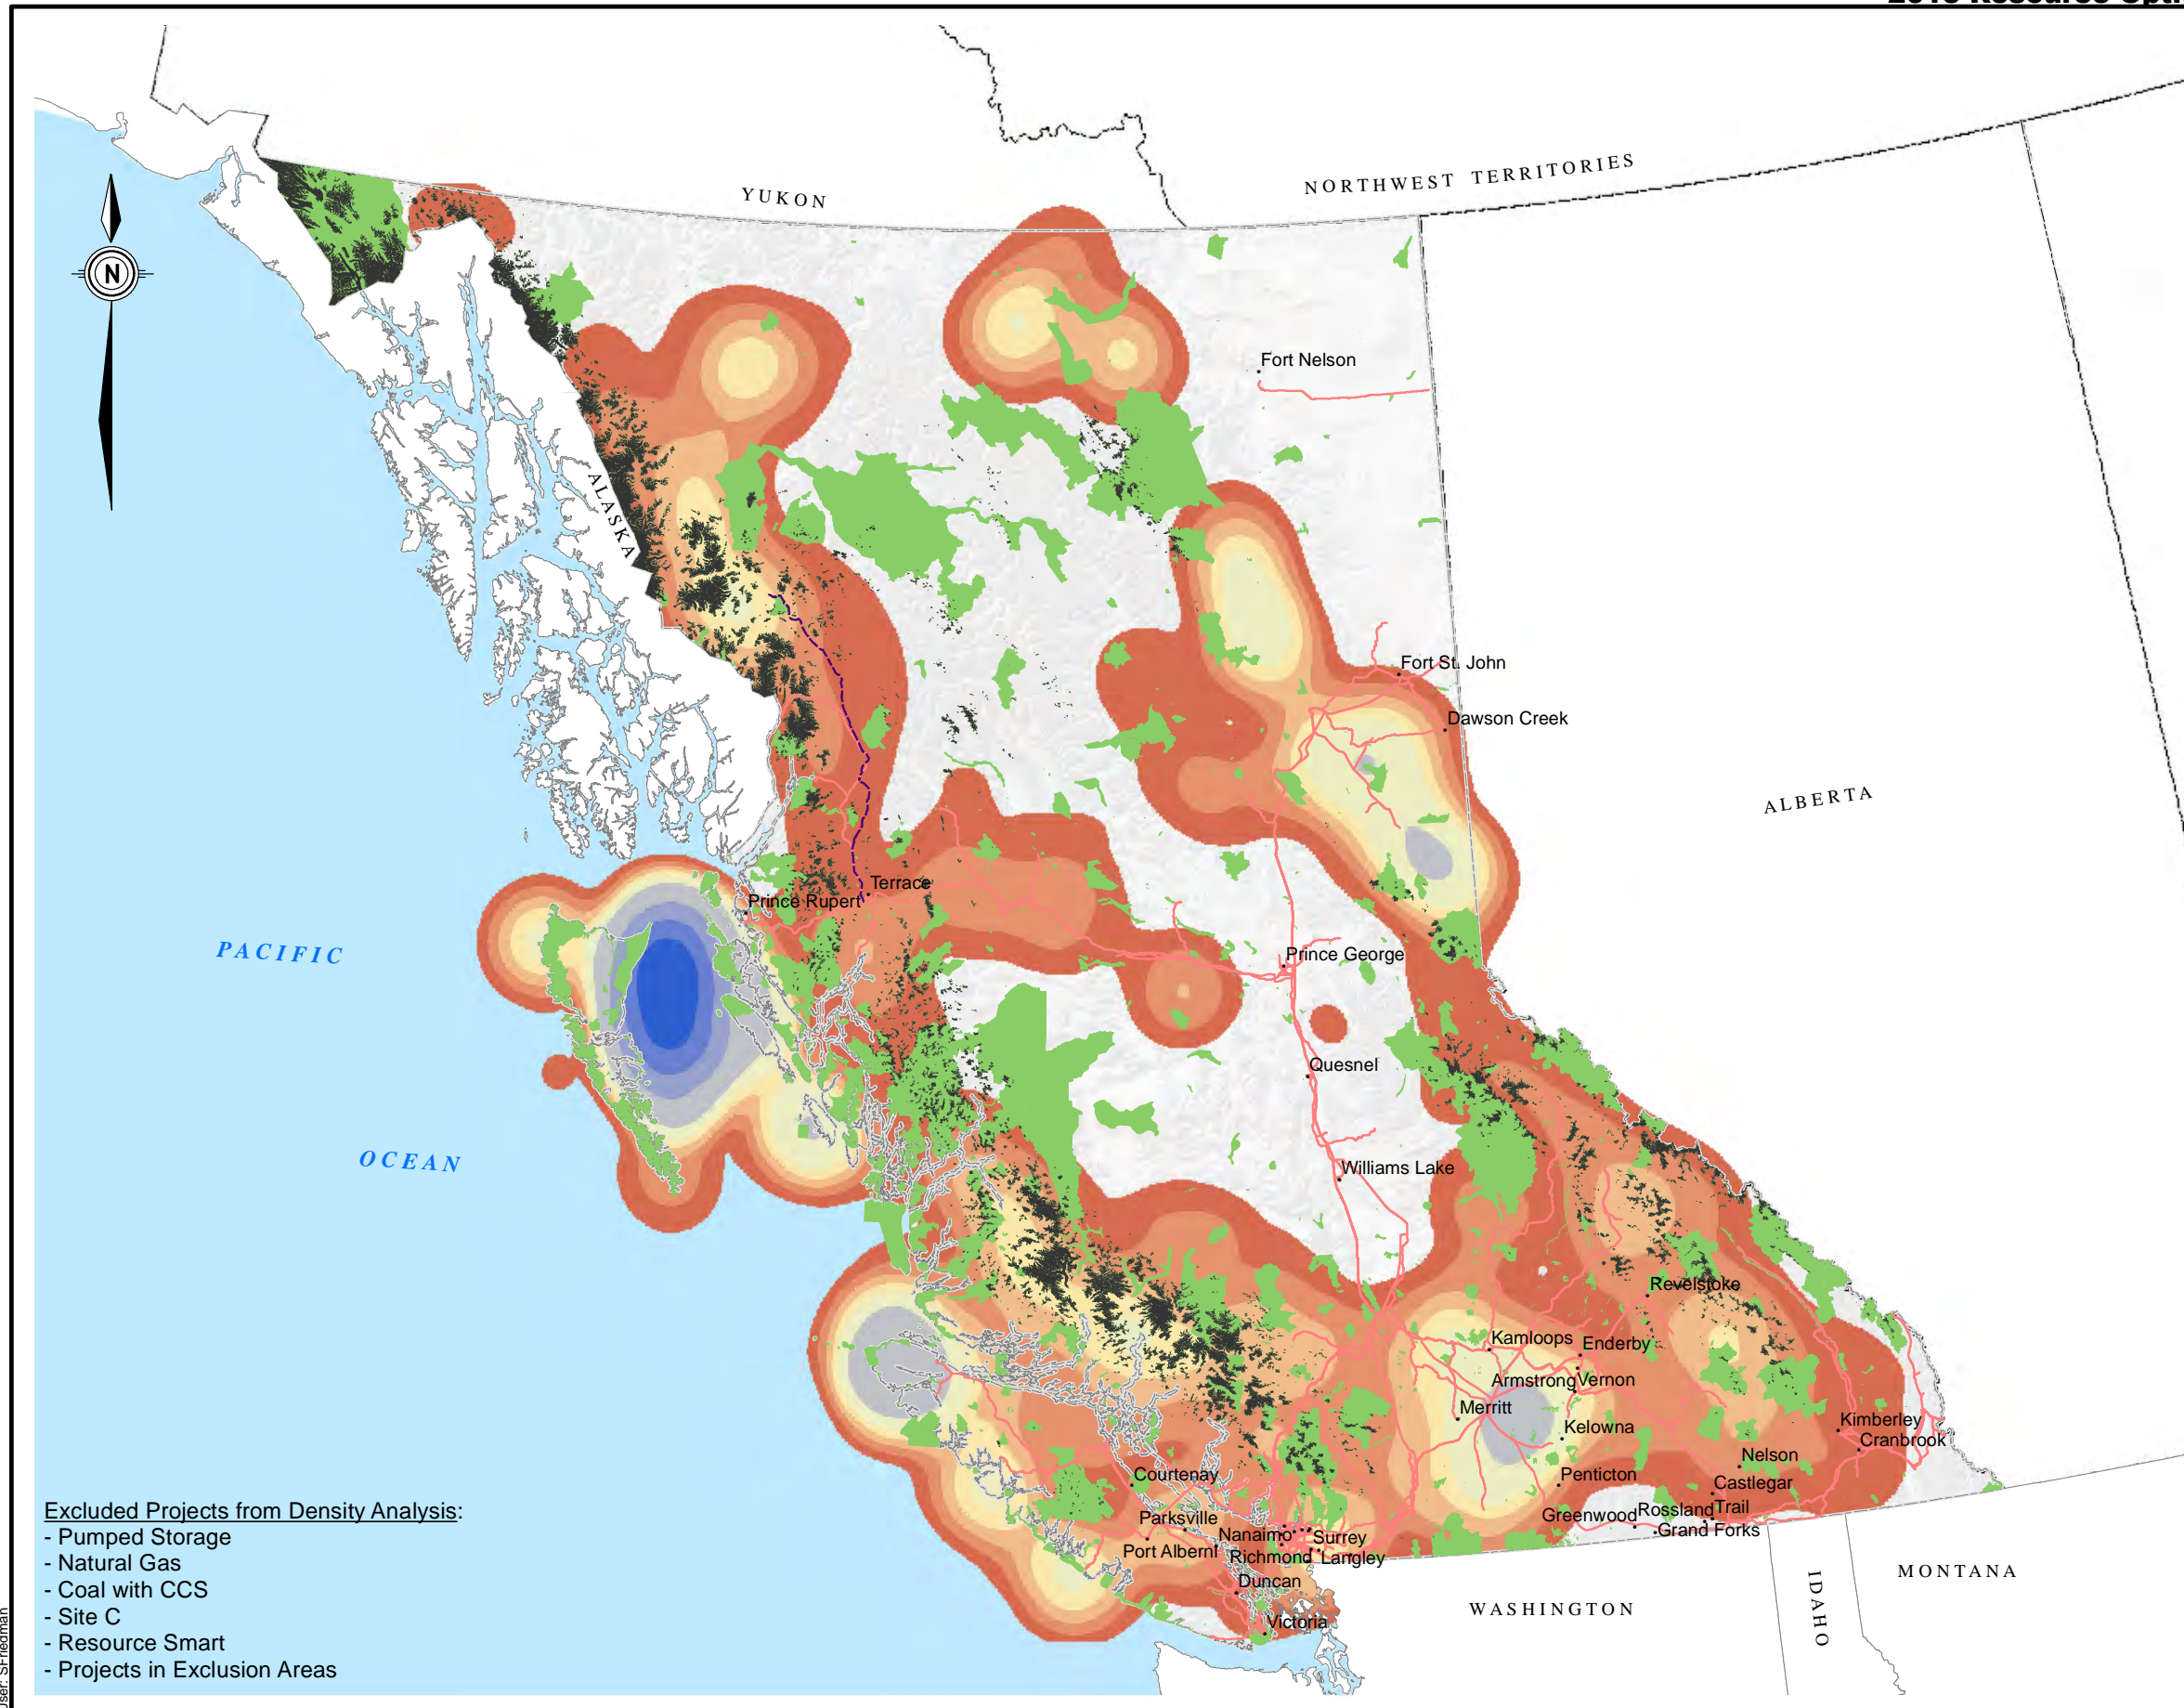 N
YUKON
NORTHWEST TERRITORIES
Fort Nelson
ALASKA
Fort St. John
Dawson Creek
ALBERTA
Terrace
Prince Rupert
PACIFIC
Prince George
Quesnel
OCEAN
Williams Lake
Revelstoke
Kamloops
Enderby
Armstrong
Vernon
Merritt
Kelowna
Kimberley
Cranbrook
Nelson
Courtenay
Penticton
Castlegar
Parksville
Greenwood
Rossland
Trail
Nanaimo
Surrey
Grand Forks
Port Alberni
Richmond
Langley
Duncan
Victoria
WASHINGTON
IDAHO
MONTANA
Excluded Projects from Density Analysis:
- Pumped Storage
- Natural Gas
- Coal with CCS
- Site C
- Resource Smart
- Projects in Exclusion Areas
User: SFriedman